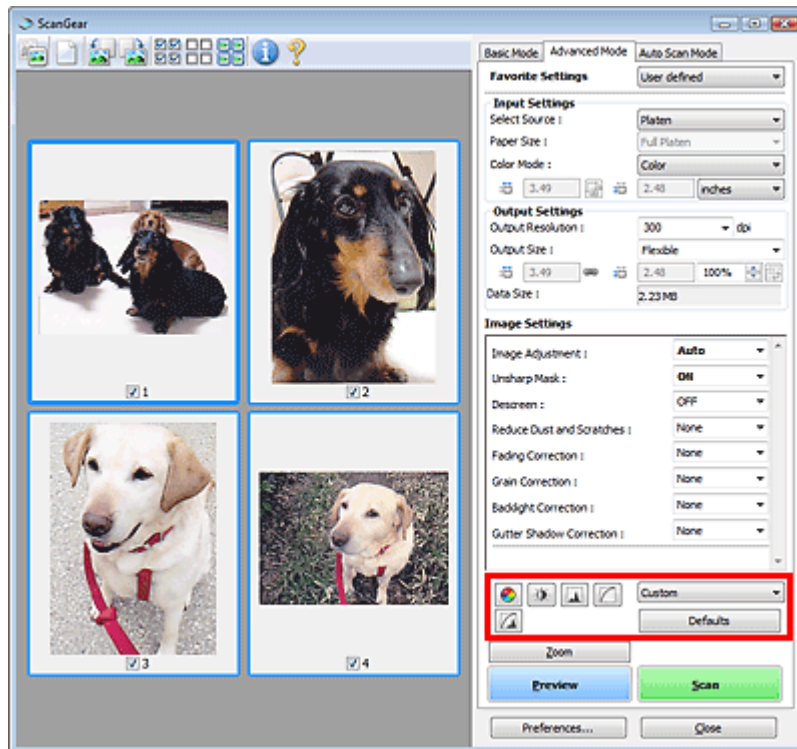 ScanGear
Basic Mode Advanced Mode Auto Scan Mode
Favorite Settings User defined
Input Settings
Select Source : Platen
Paper Size : Full Platen
Color Mode : Color
3.49 2.48 inches
Output Settings
Output Resolution : 300 dpi
Output Size : Flexible
3.49 2.48 100%
Data Size : 2.23 MB
Image Settings
Image Adjustment : Auto
Unsharp Mask : ON
Descreen : OFF
Reduce Dust and Scratches : None
Fading Correction : None
Grain Correction : None
Backlight Correction : None
Gutter Shadow Correction : None
Custom
Defaults
Zoom
Preview Scan
Preferences... Close
1
2
3
4